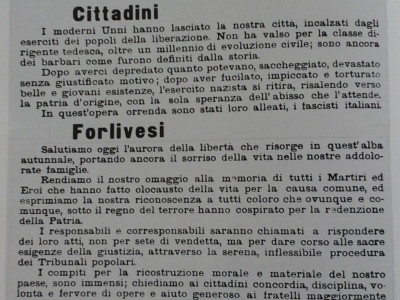 Cittadini
I moderni Unni hanno lasciato la nostra città, incalzati dagli
eserciti dei popoli della liberazione. Non ha valso per la classe di-
rigente tedesca, oltre un millennio di evoluzione civile; sono ancora
dei barbari come furono definiti dalla storia.
Dopo averci depredato quanto potevano, saccheggiato, devastato
senza giustificato motivo; dopo aver fucilato, impiccato e torturato
belle e giovani esistenze, l'esercito nazista si ritira, risalendo verso
la patria d'origine, con la sola speranza dell'abisso che l'attende.
In quest'opera orrenda sono stati loro alleati, i fascisti italiani.
Forlivesi
Salutiamo oggi l'aurora della libertà che risorge in quest'alba
autunnale, portando ancora il sorriso della vita nelle nostre addolo-
rate famiglie.
Rendiamo il nostro omaggio alla memoria di tutti i Martiri ed
Eroi che hanno fatto olocausto della vita per la causa comune, ed
esprimiamo la nostra riconoscenza a tutti coloro che ovunque e co-
munque, sotto il regno del terrore hanno cospirato per la redenzione
della Patria.
I responsabili e corresponsabili saranno chiamati a rispondere
dei loro atti, non per sete di vendetta, ma per dare corso alle sacre
esigenze della giustizia, attraverso la serena, inflessibile procedura
dei Tribunali popolari.
I compiti per la ricostruzione morale e materiale del nostro
paese, sono immensi; chiediamo ai cittadini concordia, disciplina, vo-
lontà e fervore di opere e aiuto generoso ai fratelli maggiormente